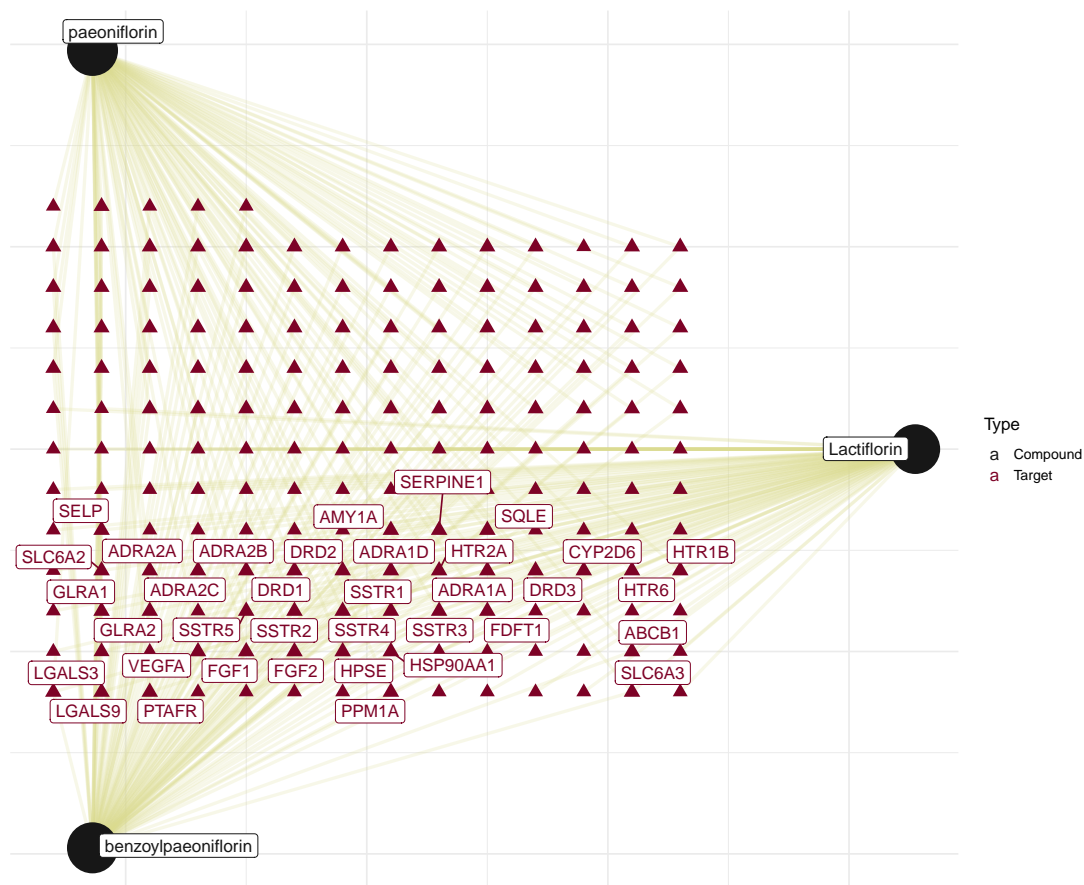 paeoniflorin
Lactiflorin
Type
a Compound
a Target
SERPINE1
SELP
AMY1A
SQLE
SLC6A2
ADRA2A
ADRA2B
DRD2
ADRA1D
HTR2A
CYP2D6
HTR1B
GLRA1
ADRA2C
DRD1
SSTR1
ADRA1A
DRD3
HTR6
GLRA2
SSTR5
SSTR2
SSTR4
SSTR3
FDFT1
ABCB1
LGALS3
VEGFA
FGF1
FGF2
HPSE
HSP90AA1
SLC6A3
LGALS9
PTAFR
PPM1A
benzoylpaeoniflorin